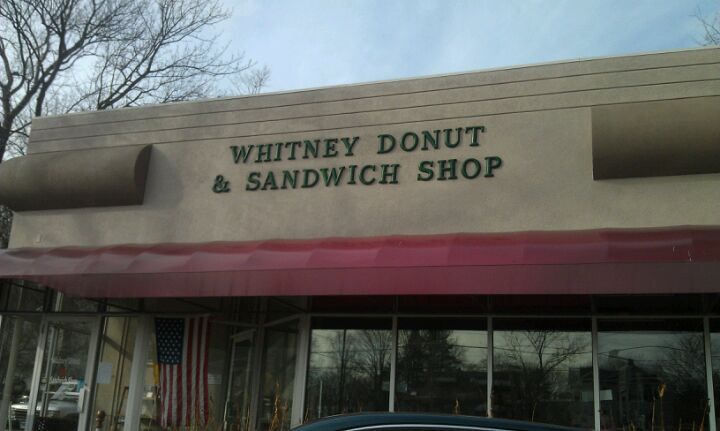 WHITNEY DONUT
& SANDWICH SHOP